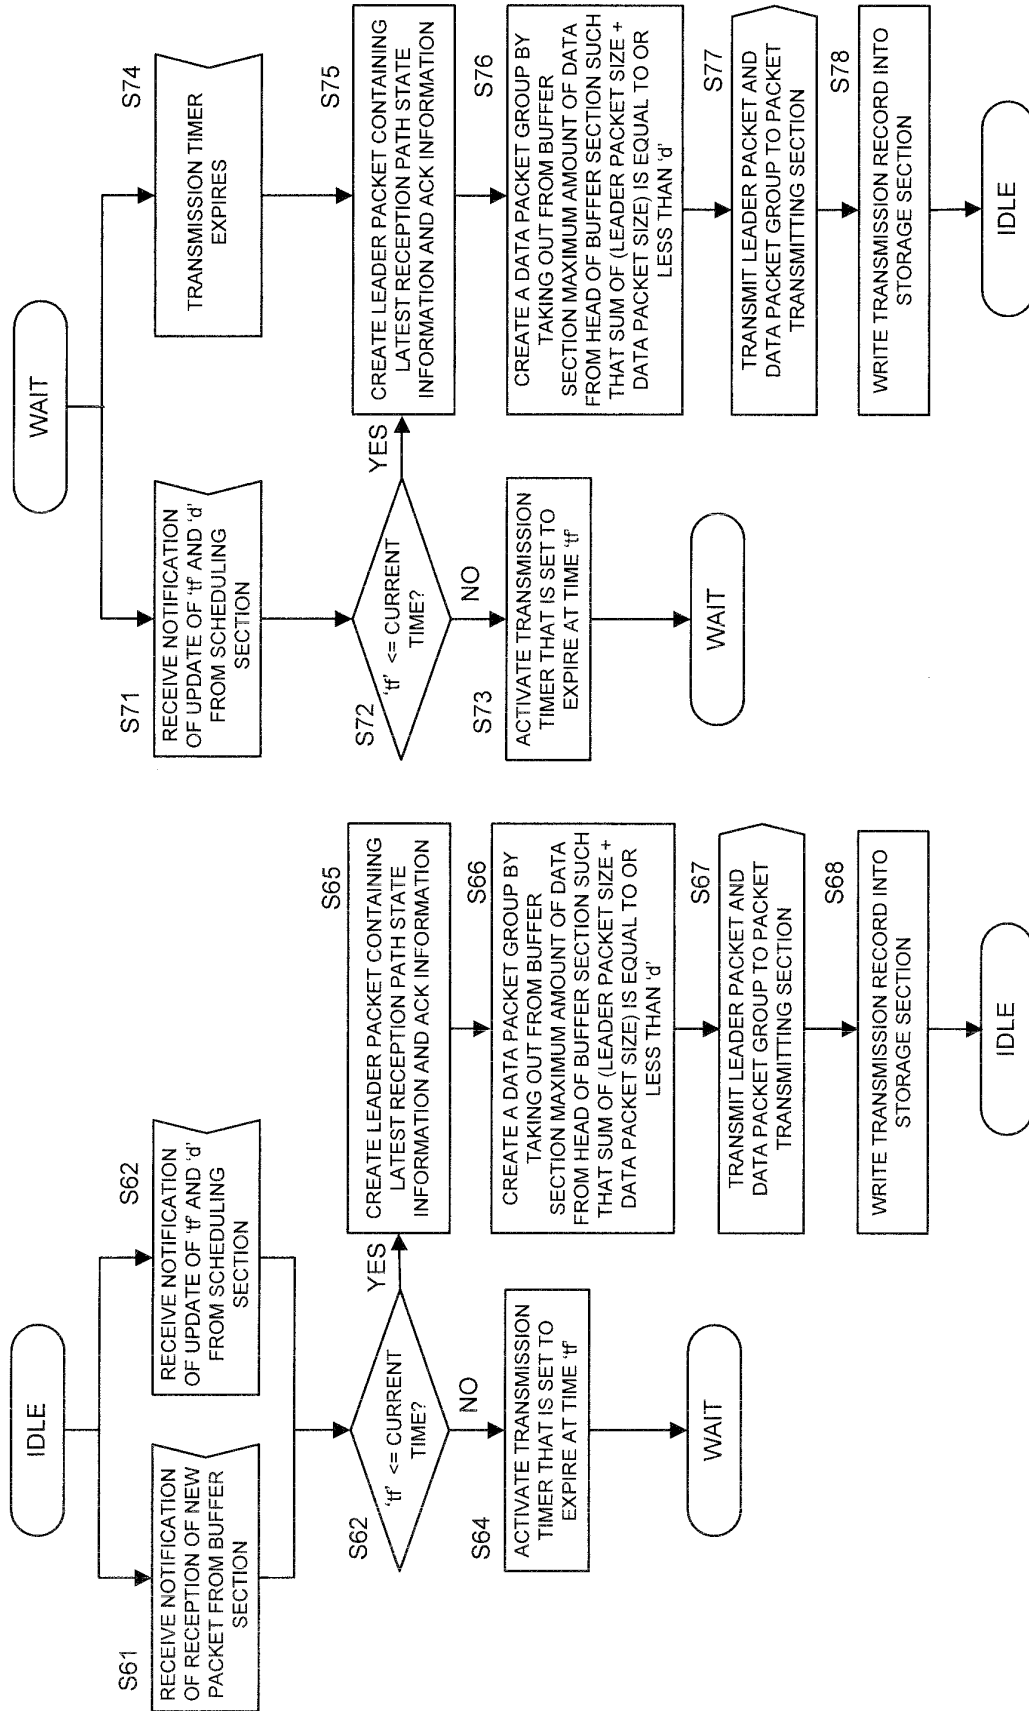 IDLE
S61
RECEIVE NOTIFICATION
OF RECEPTION OF NEW
PACKET FROM BUFFER
SECTION
S62
RECEIVE NOTIFICATION
OF UPDATE OF 'tf' AND 'd'
FROM SCHEDULING
SECTION
S62
'tf' <= CURRENT
TIME?
YES
NO
S64
ACTIVATE TRANSMISSION
TIMER THAT IS SET TO
EXPIRE AT TIME 'tf'
WAIT
S65
CREATE LEADER PACKET CONTAINING
LATEST RECEPTION PATH STATE
INFORMATION AND ACK INFORMATION
S66
CREATE A DATA PACKET GROUP BY
TAKING OUT FROM BUFFER
SECTION MAXIMUM AMOUNT OF DATA
FROM HEAD OF BUFFER SECTION SUCH
THAT SUM OF (LEADER PACKET SIZE +
DATA PACKET SIZE) IS EQUAL TO OR
LESS THAN 'd'
S67
TRANSMIT LEADER PACKET AND
DATA PACKET GROUP TO PACKET
TRANSMITTING SECTION
S68
WRITE TRANSMISSION RECORD INTO
STORAGE SECTION
IDLE
WAIT
S71
RECEIVE NOTIFICATION
OF UPDATE OF 'tf' AND 'd'
FROM SCHEDULING
SECTION
S72
'tf' <= CURRENT
TIME?
YES
NO
S73
ACTIVATE TRANSMISSION
TIMER THAT IS SET TO
EXPIRE AT TIME 'tf'
WAIT
S74
TRANSMISSION TIMER
EXPIRES
S75
CREATE LEADER PACKET CONTAINING
LATEST RECEPTION PATH STATE
INFORMATION AND ACK INFORMATION
S76
CREATE A DATA PACKET GROUP BY
TAKING OUT FROM BUFFER
SECTION MAXIMUM AMOUNT OF DATA
FROM HEAD OF BUFFER SECTION SUCH
THAT SUM OF (LEADER PACKET SIZE +
DATA PACKET SIZE) IS EQUAL TO OR
LESS THAN 'd'
S77
TRANSMIT LEADER PACKET AND
DATA PACKET GROUP TO PACKET
TRANSMITTING SECTION
S78
WRITE TRANSMISSION RECORD INTO
STORAGE SECTION
IDLE